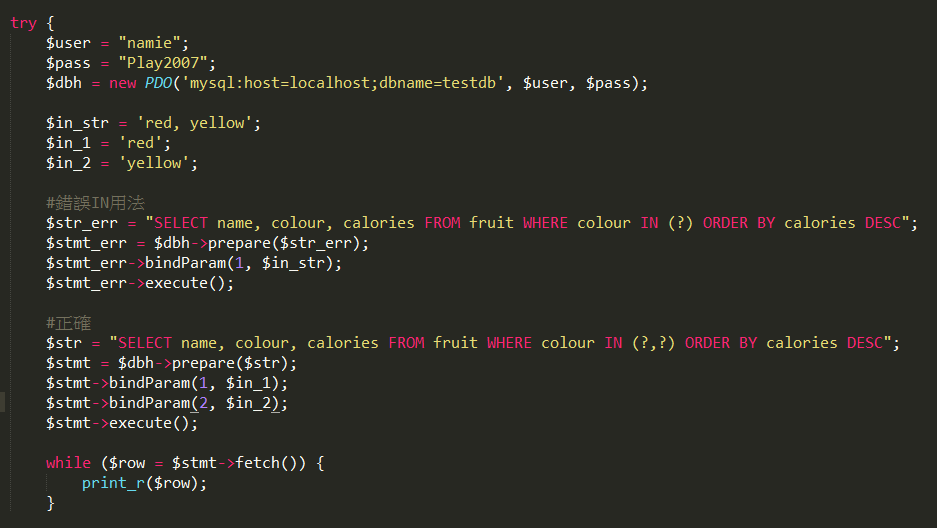 try {
    $user = "namie";
    $pass = "Play2007";
    $dbh = new PDO('mysql:host=localhost;dbname=testdb', $user, $pass);

    $in_str = 'red, yellow';
    $in_1 = 'red';
    $in_2 = 'yellow';

    #錯誤IN用法
    $str_err = "SELECT name, colour, calories FROM fruit WHERE colour IN (?) ORDER BY calories DESC";
    $stmt_err = $dbh->prepare($str_err);
    $stmt_err->bindParam(1, $in_str);
    $stmt_err->execute();

    #正確
    $str = "SELECT name, colour, calories FROM fruit WHERE colour IN (?,?) ORDER BY calories DESC";
    $stmt = $dbh->prepare($str);
    $stmt->bindParam(1, $in_1);
    $stmt->bindParam(2, $in_2);
    $stmt->execute();

    while ($row = $stmt->fetch()) {
        print_r($row);
    }